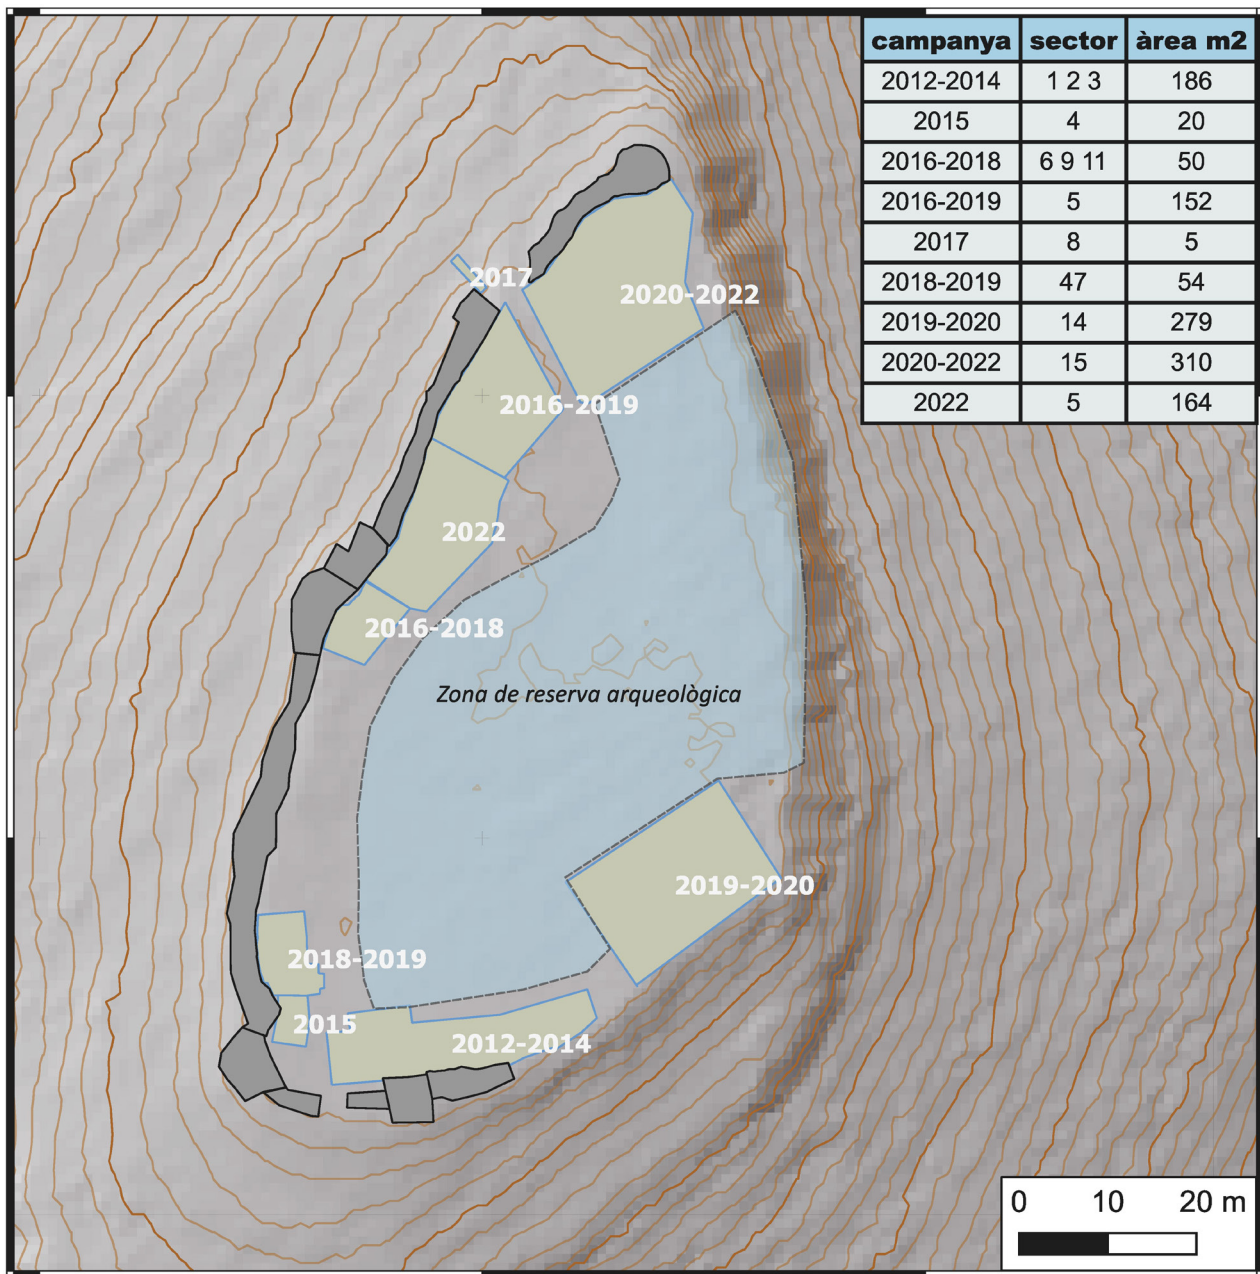 campanya sector àrea m2
2012-2014 1 2 3 186
2015 4 20
2016-2018 6 9 11 50
2016-2019 5 152
2017 8 5
2018-2019 47 54
2019-2020 14 279
2020-2022 15 310
2022 5 164
2017
2020-2022
2016-2019
2022
2016-2018
Zona de reserva arqueològica
2019-2020
2018-2019
2015
2012-2014
0 10 20 m